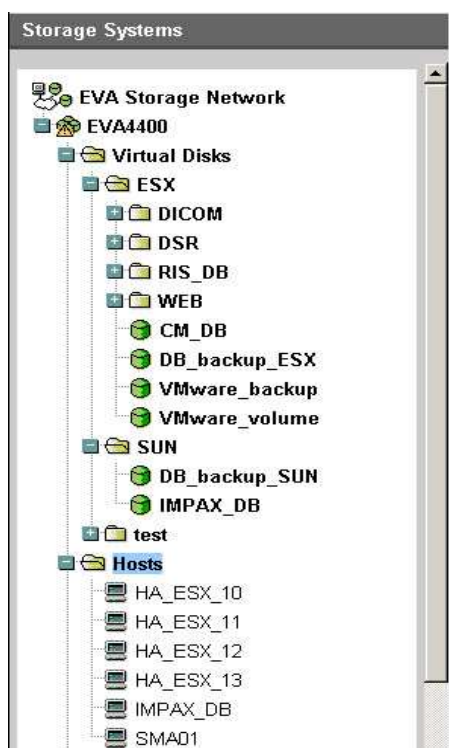 Storage Systems
EVA Storage Network
EVA4400
Virtual Disks
ESX
DICOM
DSR
RIS_DB
WEB
CM_DB
DB_backup_ESX
VMware_backup
VMware_volume
SUN
DB_backup_SUN
IMPAX_DB
test
Hosts
HA_ESX_10
HA_ESX_11
HA_ESX_12
HA_ESX_13
IMPAX_DB
SMA01